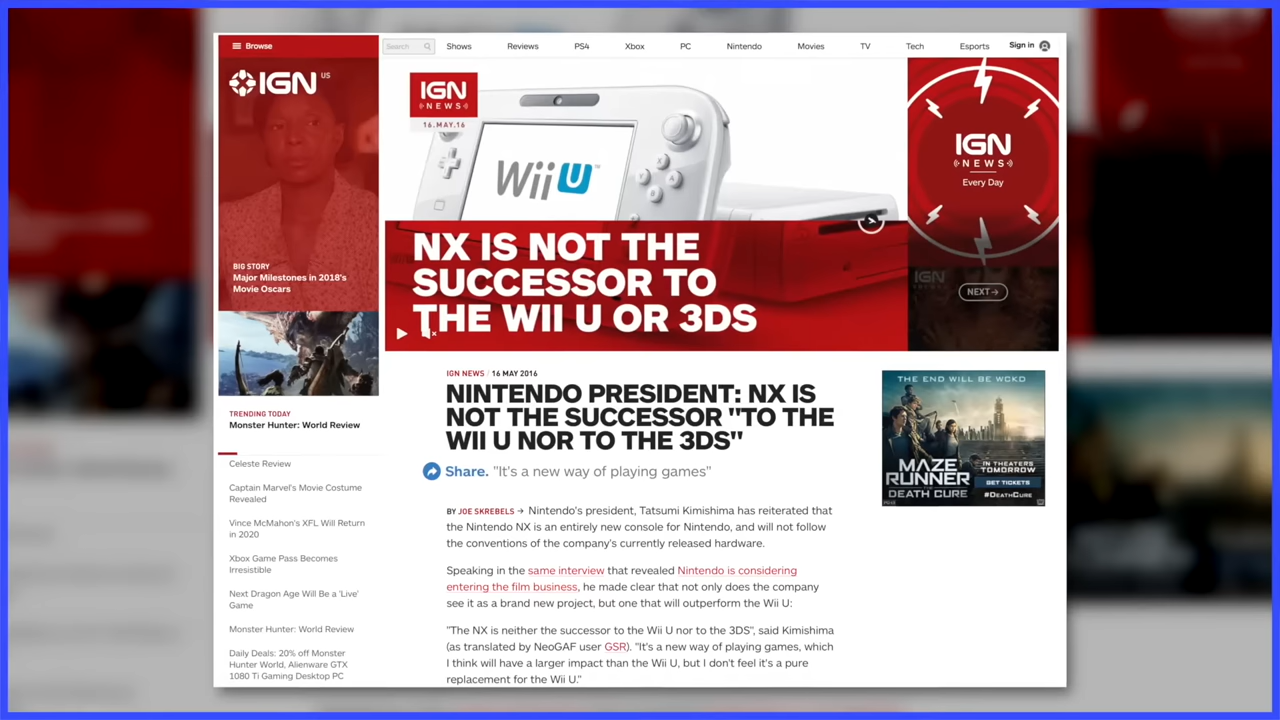 Browse
Search
Shows
Reviews
PS4
Xbox
PC
Nintendo
Movies
TV
Tech
Esports
Sign in
IGN US
BIG STORY
Major Milestones in 2018's
Movie Oscars
TRENDING TODAY
Monster Hunter: World Review
Celeste Review
Captain Marvel's Movie Costume
Revealed
Vince McMahon's XFL Will Return
in 2020
Xbox Game Pass Becomes
Irresistible
Next Dragon Age Will Be a 'Live'
Game
Monster Hunter: World Review
Daily Deals: 20% off Monster
Hunter World, Alienware GTX
1080 Ti Gaming Desktop PC
IGN
NEWS
16.MAY.16
WiiU™
NX IS NOT THE
SUCCESSOR TO
THE WII U OR 3DS
IGN
NEWS
Every Day
IGN
NEXT
IGN NEWS / 16 MAY 2016
NINTENDO PRESIDENT: NX IS
NOT THE SUCCESSOR "TO THE
WII U NOR TO THE 3DS"
Share. "It's a new way of playing games"
BY JOE SKREBELS Nintendo's president, Tatsumi Kimishima has reiterated that
the Nintendo NX is an entirely new console for Nintendo, and will not follow
the conventions of the company's currently released hardware.
Speaking in the same interview that revealed Nintendo is considering
entering the film business, he made clear that not only does the company
see it as a brand new project, but one that will outperform the Wii U:
"The NX is neither the successor to the Wii U nor to the 3DS", said Kimishima
(as translated by NeoGAF user GSR). "It's a new way of playing games, which
I think will have a larger impact than the Wii U, but I don't feel it's a pure
replacement for the Wii U."
THE END WILL BE WCKD
MAZE
RUNNER
THE
DEATH CURE
IN THEATERS
TOMORROW
GET TICKETS
#DeathCure